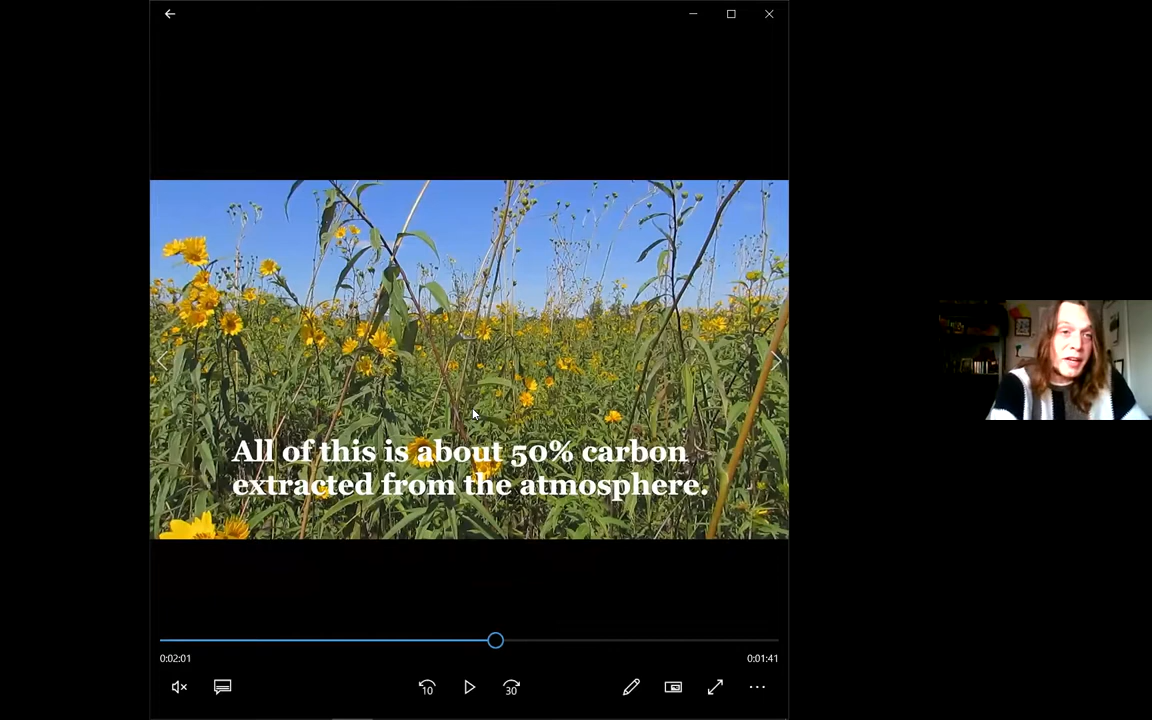 All of this is about 50% carbon
extracted from the atmosphere.
0:02:01
0:01:41
10
30